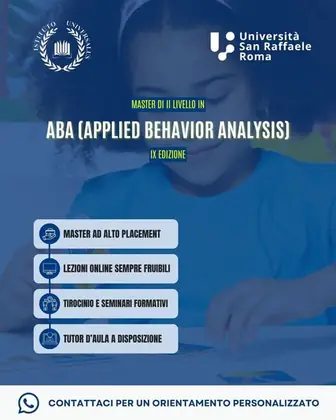 ISTITUTO UNIVERSALIS
Università
San Raffaele
Roma
MASTER DI II LIVELLO IN
ABA (APPLIED BEHAVIOR ANALYSIS)
IX EDIZIONE
MASTER AD ALTO PLACEMENT
LEZIONI ONLINE SEMPRE FRUIBILI
TIROCINIO E SEMINARI FORMATIVI
TUTOR D'AULA A DISPOSIZIONE
CONTATTACI PER UN ORIENTAMENTO PERSONALIZZATO